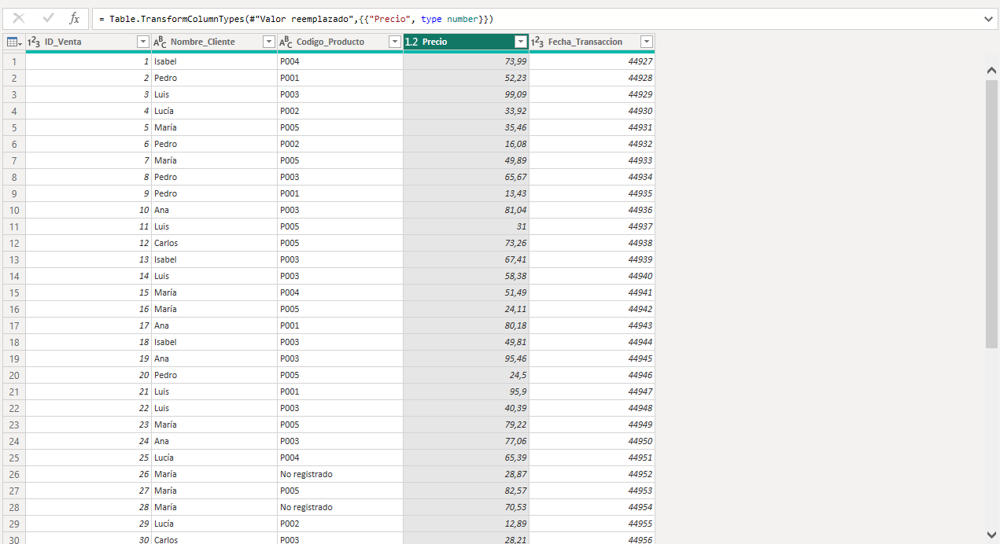 fx = Table.TransformColumnTypes(#"Valor reemplazado",{{"Precio", type number}})
123 ID_Venta ABC Nombre_Cliente ABC Codigo_Producto 1.2 Precio 123 Fecha_Transaccion
1 1 Isabel P004 73,99 44927
2 2 Pedro P001 52,23 44928
3 3 Luis P003 99,09 44929
4 4 Lucía P002 33,92 44930
5 5 María P005 35,46 44931
6 6 Pedro P002 16,08 44932
7 7 María P005 49,89 44933
8 8 Pedro P003 65,67 44934
9 9 Pedro P001 13,43 44935
10 10 Ana P003 81,04 44936
11 11 Luis P005 31 44937
12 12 Carlos P005 73,26 44938
13 13 Isabel P003 67,41 44939
14 14 Luis P003 58,38 44940
15 15 María P004 51,49 44941
16 16 María P005 24,11 44942
17 17 Ana P001 80,18 44943
18 18 Isabel P003 49,81 44944
19 19 Ana P003 95,46 44945
20 20 Pedro P005 24,5 44946
21 21 Luis P001 95,9 44947
22 22 Luis P003 40,39 44948
23 23 María P005 79,22 44949
24 24 Ana P003 77,06 44950
25 25 Lucía P004 65,39 44951
26 26 María No registrado 28,87 44952
27 27 María P005 82,57 44953
28 28 María No registrado 70,53 44954
29 29 Lucía P002 12,89 44955
30 30 Carlos P003 28,21 44956